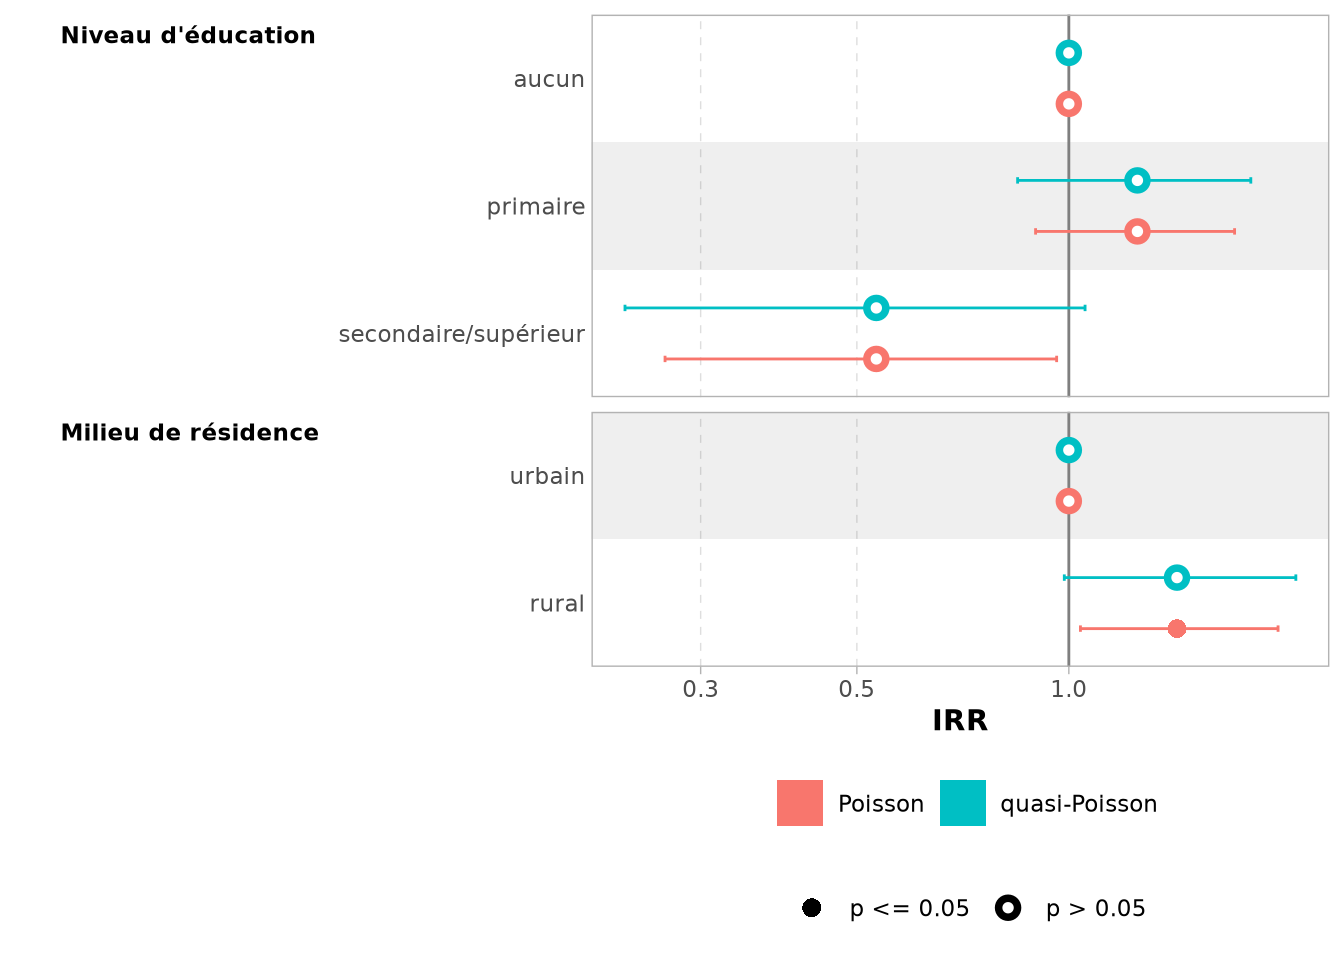 Niveau d'éducation
aucun
primaire
secondaire/supérieur
Milieu de résidence
urbain
rural
0.3 0.5 1.0
IRR
Poisson quasi-Poisson
p <= 0.05 p > 0.05